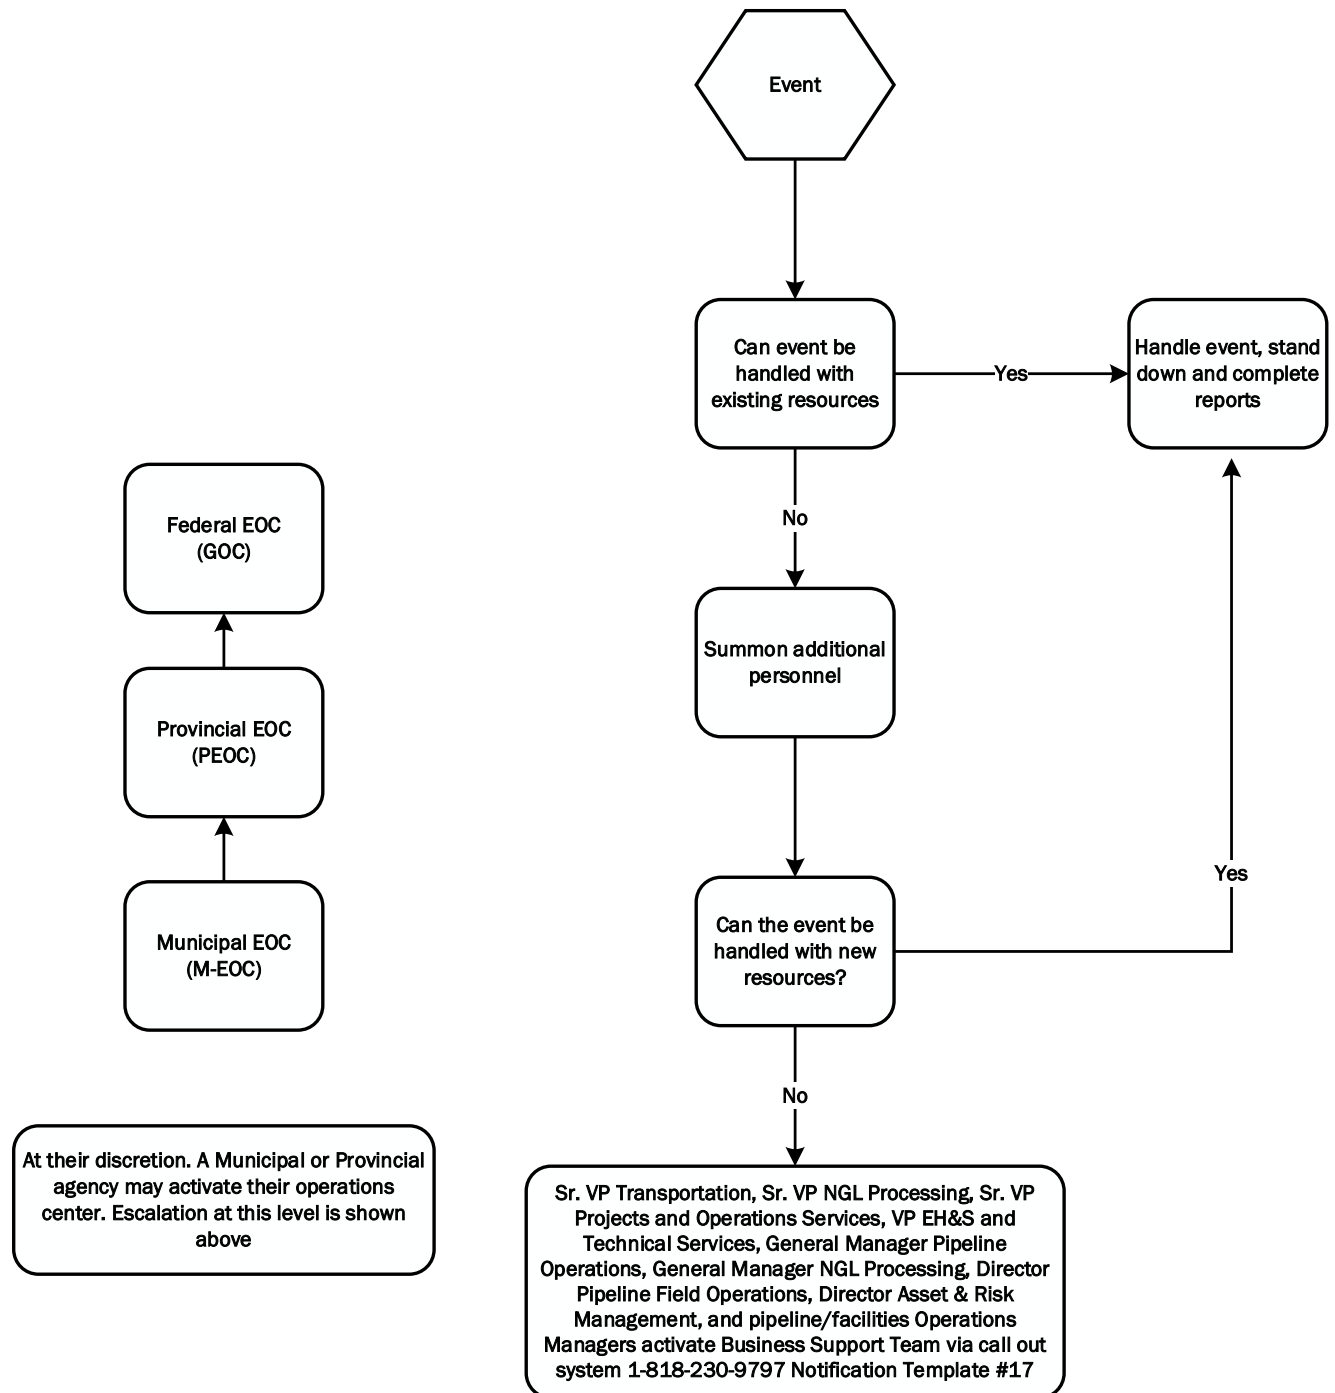 Event
Can event be
handled with
existing resources
Yes
Handle event, stand
down and complete
reports
No
Federal EOC
(GOC)
Summon additional
personnel
Provincial EOC
(PEOC)
Yes
Can the event be
handled with new
resources?
Municipal EOC
(M-EOC)
No
At their discretion. A Municipal or Provincial
agency may activate their operations
center. Escalation at this level is shown
above
Sr. VP Transportation, Sr. VP NGL Processing, Sr. VP
Projects and Operations Services, VP EH&S and
Technical Services, General Manager Pipeline
Operations, General Manager NGL Processing, Director
Pipeline Field Operations, Director Asset & Risk
Management, and pipeline/facilities Operations
Managers activate Business Support Team via call out
system 1-818-230-9797 Notification Template #17